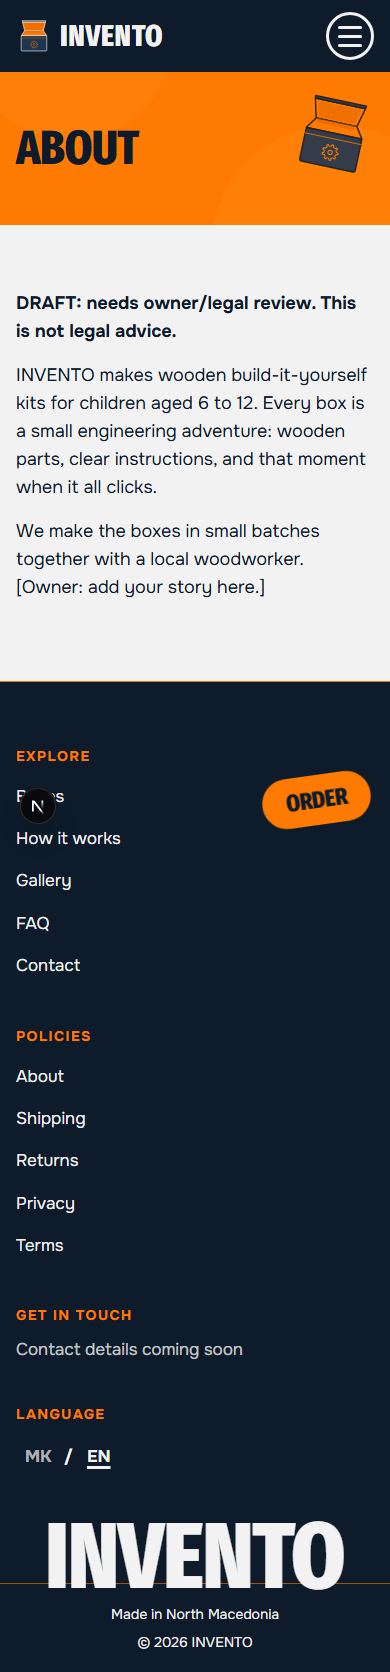 INVENTO
ABOUT
DRAFT: needs owner/legal review. This
is not legal advice.
INVENTO makes wooden build-it-yourself
kits for children aged 6 to 12. Every box is
a small engineering adventure: wooden
parts, clear instructions, and that moment
when it all clicks.
We make the boxes in small batches
together with a local woodworker.
[Owner: add your story here.]
EXPLORE
N
ORDER
How it works
Gallery
FAQ
Contact
POLICIES
About
Shipping
Returns
Privacy
Terms
GET IN TOUCH
Contact details coming soon
LANGUAGE
MK / EN
INVENTO
Made in North Macedonia
© 2026 INVENTO